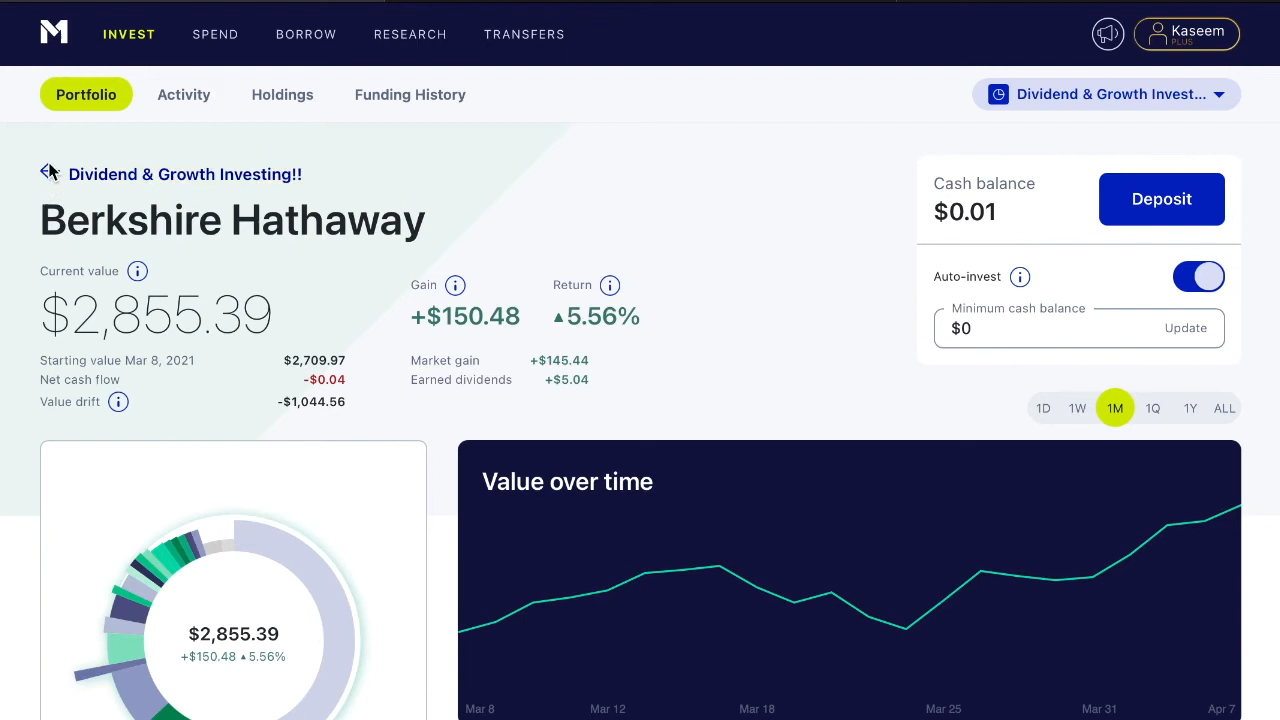 INVEST SPEND BORROW RESEARCH TRANSFERS
Kaseem
PLUS
Portfolio Activity Holdings Funding History
Dividend & Growth Invest...
Dividend & Growth Investing!!
Berkshire Hathaway
Cash balance
$0.01
Deposit
Current value
$2,855.39
Gain
+$150.48
Return
▲5.56%
Auto-invest
Minimum cash balance
$0 Update
Starting value Mar 8, 2021 $2,709.97
Net cash flow -$0.04
Value drift -$1,044.56
Market gain +$145.44
Earned dividends +$5.04
1D 1W 1M 1Q 1Y ALL
$2,855.39
+$150.48 ▲5.56%
Value over time
Mar 8 Mar 12 Mar 18 Mar 25 Mar 31 Apr 7